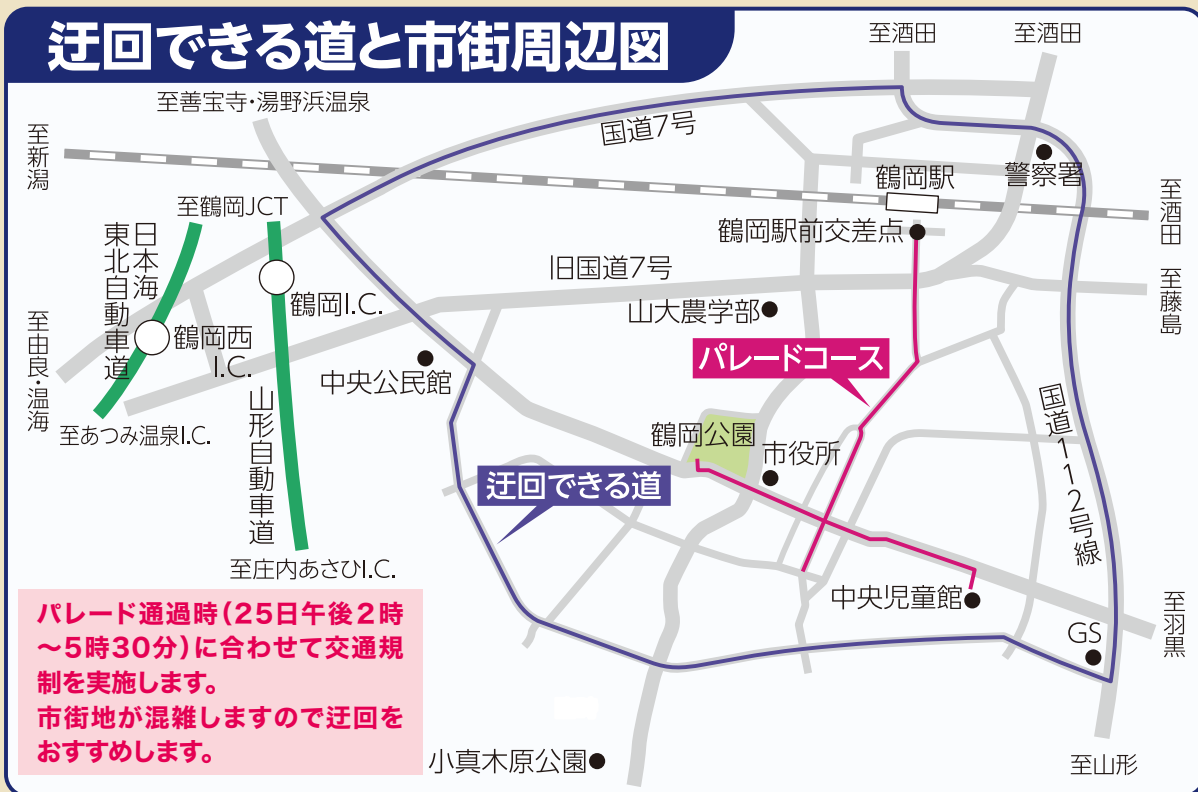 迂回できる道と市街周辺図
至酒田
至酒田
至善宝寺・湯野浜温泉
国道7号
至新潟
警察署
鶴岡駅
至酒田
至鶴岡JCT
鶴岡駅前交差点
日本海
東北自動車道
旧国道7号
至藤島
鶴岡I.C.
山大農学部
至由良・温海
鶴岡西
I.C.
パレードコース
中央公民館
国道112号線
山形自動車道
至あつみ温泉I.C.
鶴岡公園
市役所
迂回できる道
至庄内あさひI.C.
中央児童館
至羽黒
GS
パレード通過時(25日午後2時
～5時30分)に合わせて交通規
制を実施します。
市街地が混雑しますので迂回を
おすすめします。
小真木原公園
至山形